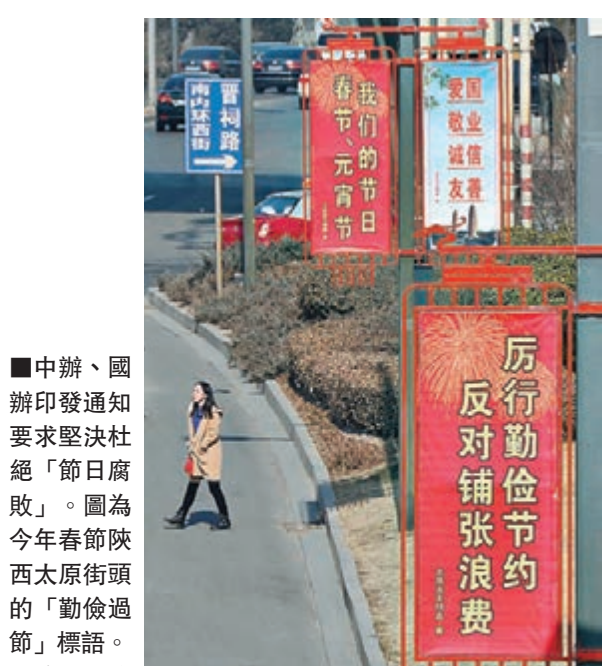 ■中辦、國
辦印發通知
要求堅決杜
絕「節日腐
敗」。圖為
今年春節陝
西太原街頭
的「勤儉過
節」標語。
晋祠路
南内环西街
我们的节日
春节、元宵节
爱国
敬业
诚信
友善
厉行勤俭节约
反对铺张浪费